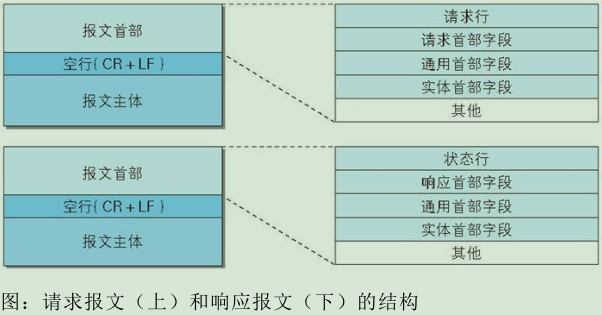 报文首部
空行(CR+LF)
报文主体
请求行
请求首部字段
通用首部字段
实体首部字段
其他
报文首部
空行(CR+LF)
报文主体
状态行
响应首部字段
通用首部字段
实体首部字段
其他
图：请求报文（上）和响应报文（下）的结构